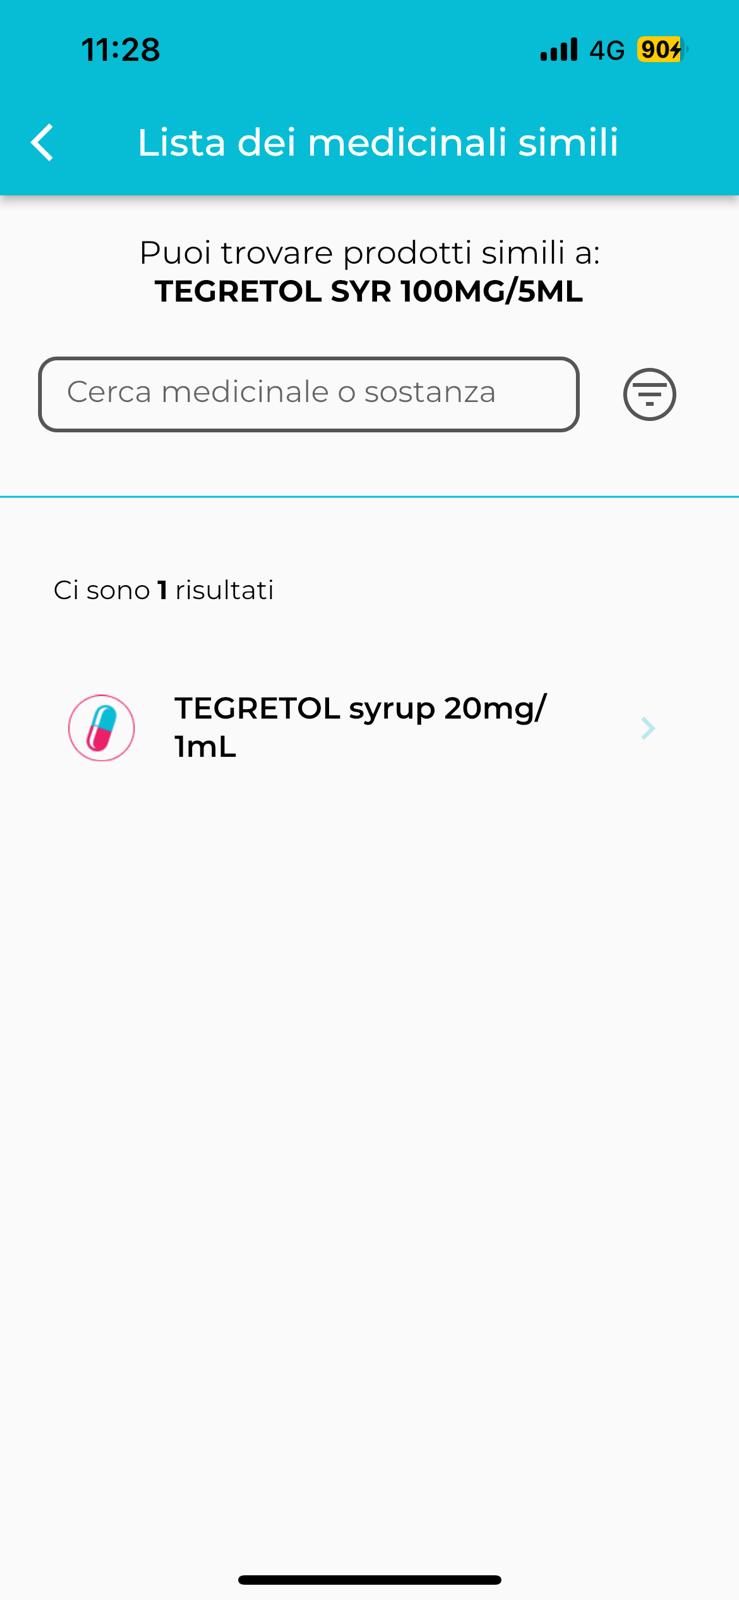 11:28
4G 90
Lista dei medicinali simili
Puoi trovare prodotti simili a:
TEGRETOL SYR 100MG/5ML
Cerca medicinale o sostanza
Ci sono 1 risultati
TEGRETOL syrup 20mg/
1mL